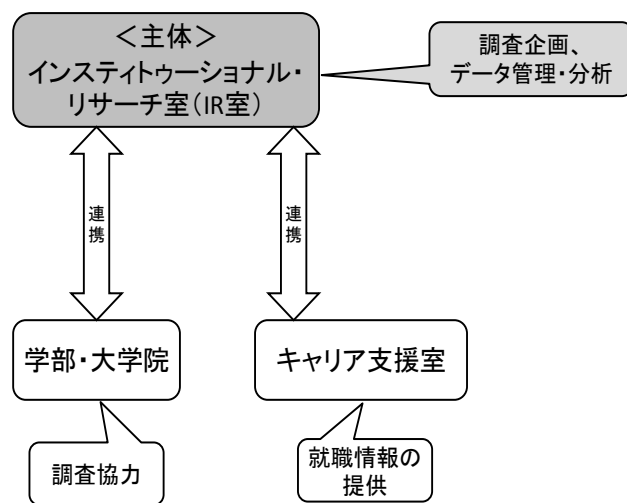 ＜主体＞
インスティトゥーショナル・
リサーチ室（IR室）
調査企画、
データ管理・分析
連携
連携
学部・大学院
キャリア支援室
調査協力
就職情報の
提供